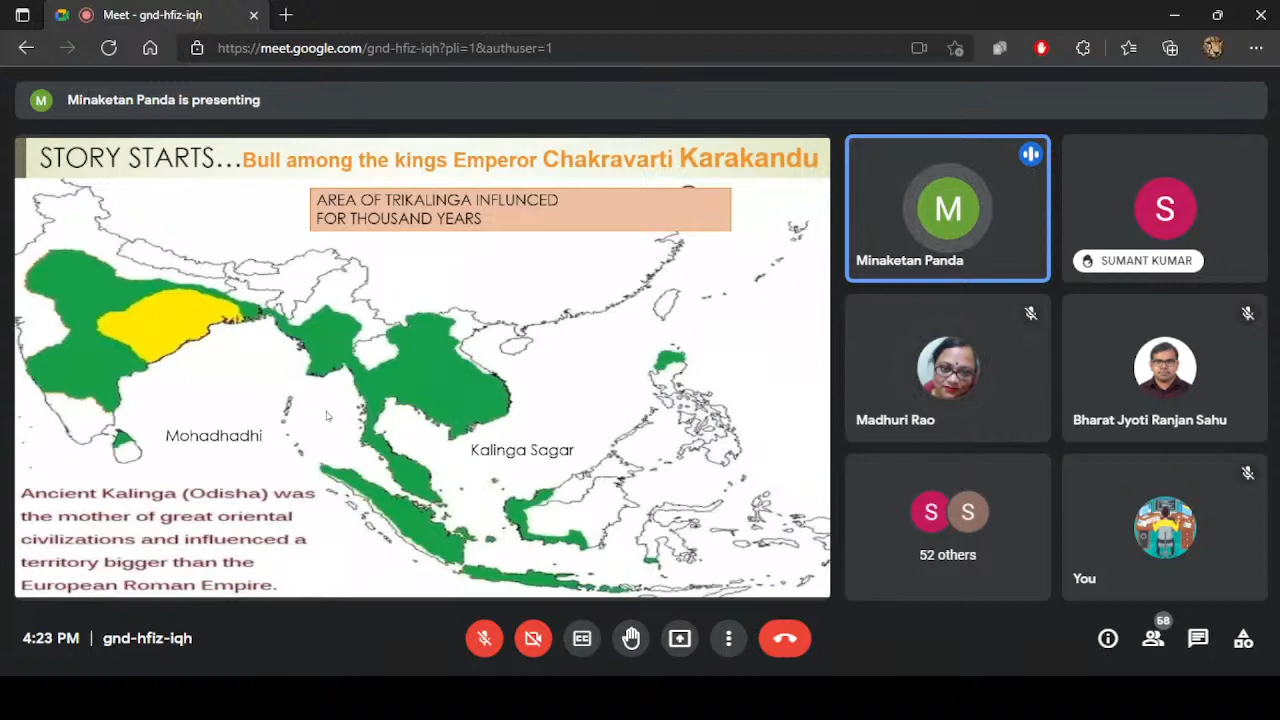 Meet - gnd-hfiz-iqh
https://meet.google.com/gnd-hfiz-iqh?pli=1&authuser=1
M
Minaketan Panda is presenting
STORY STARTS...Bull among the kings Emperor Chakravarti Karakandu
AREA OF TRIKALINGA INFLUNCED
FOR THOUSAND YEARS
Mohadhadhi
Kalinga Sagar
Ancient Kalinga (Odisha) was
the mother of great oriental
civilizations and influenced a
territory bigger than the
European Roman Empire.
M
Minaketan Panda
S
SUMANT KUMAR
Madhuri Rao
Bharat Jyoti Ranjan Sahu
S S
52 others
You
4:23 PM | gnd-hfiz-iqh
CC
58